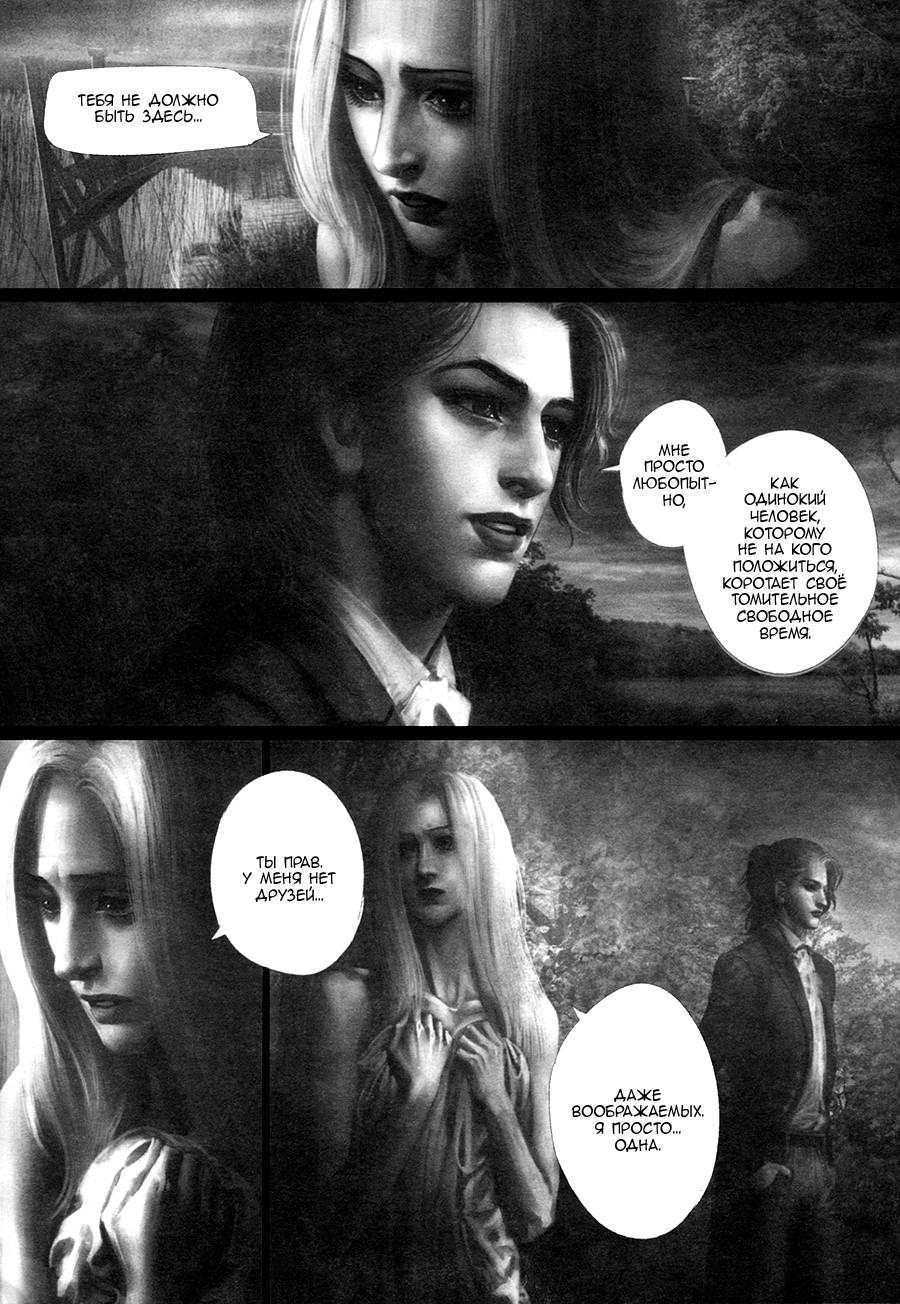 ТЕБЯ НЕ ДОЛЖНО
БЫТЬ ЗДЕСЬ...
МНЕ
ПРОСТО
ЛЮБОПЫТ-
НО,
КАК
ОДИНОКИЙ
ЧЕЛОВЕК,
КОТОРОМУ
НЕ НА КОГО
ПОЛОЖИТЬСЯ,
КОРОТАЕТ СВОЁ
ТОМИТЕЛЬНОЕ
СВОБОДНОЕ
ВРЕМЯ.
ТЫ ПРАВ.
У МЕНЯ НЕТ
ДРУЗЕЙ...
ДАЖЕ
ВООБРАЖАЕМЫХ.
Я ПРОСТО...
ОДНА.